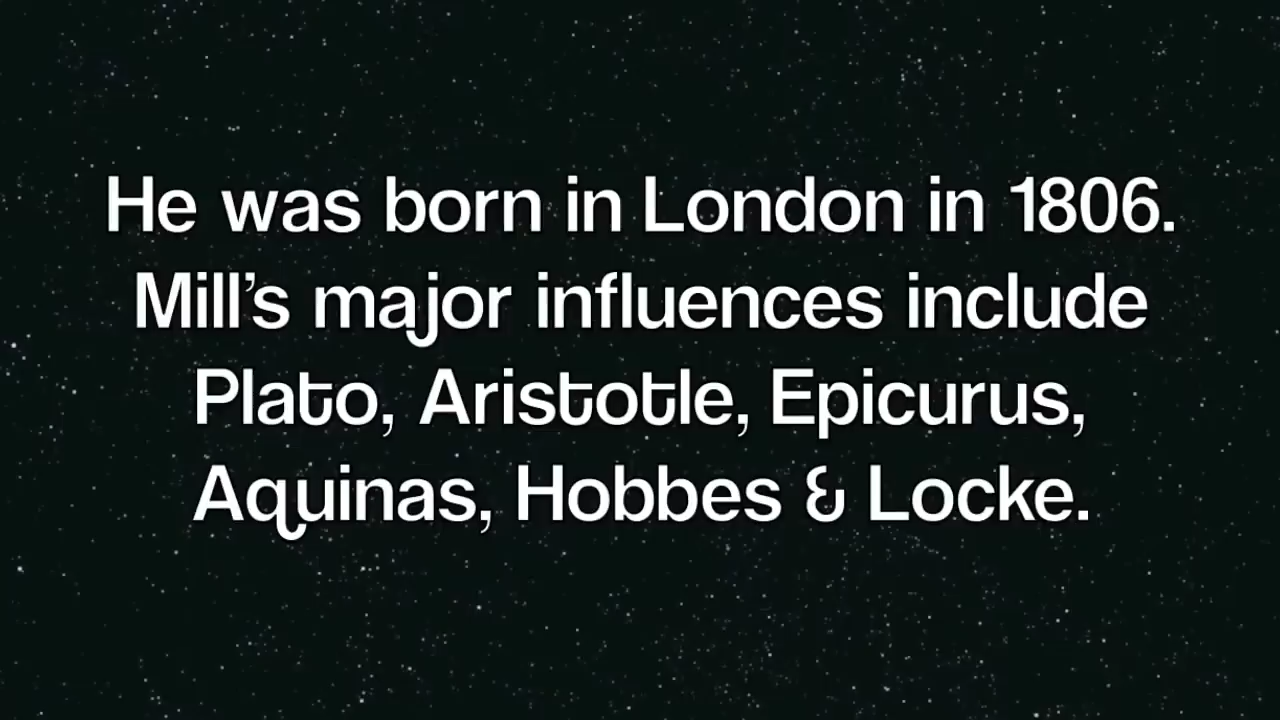 He was born in London in 1806.
Mill’s major influences include
Plato, Aristotle, Epicurus,
Aquinas, Hobbes & Locke.